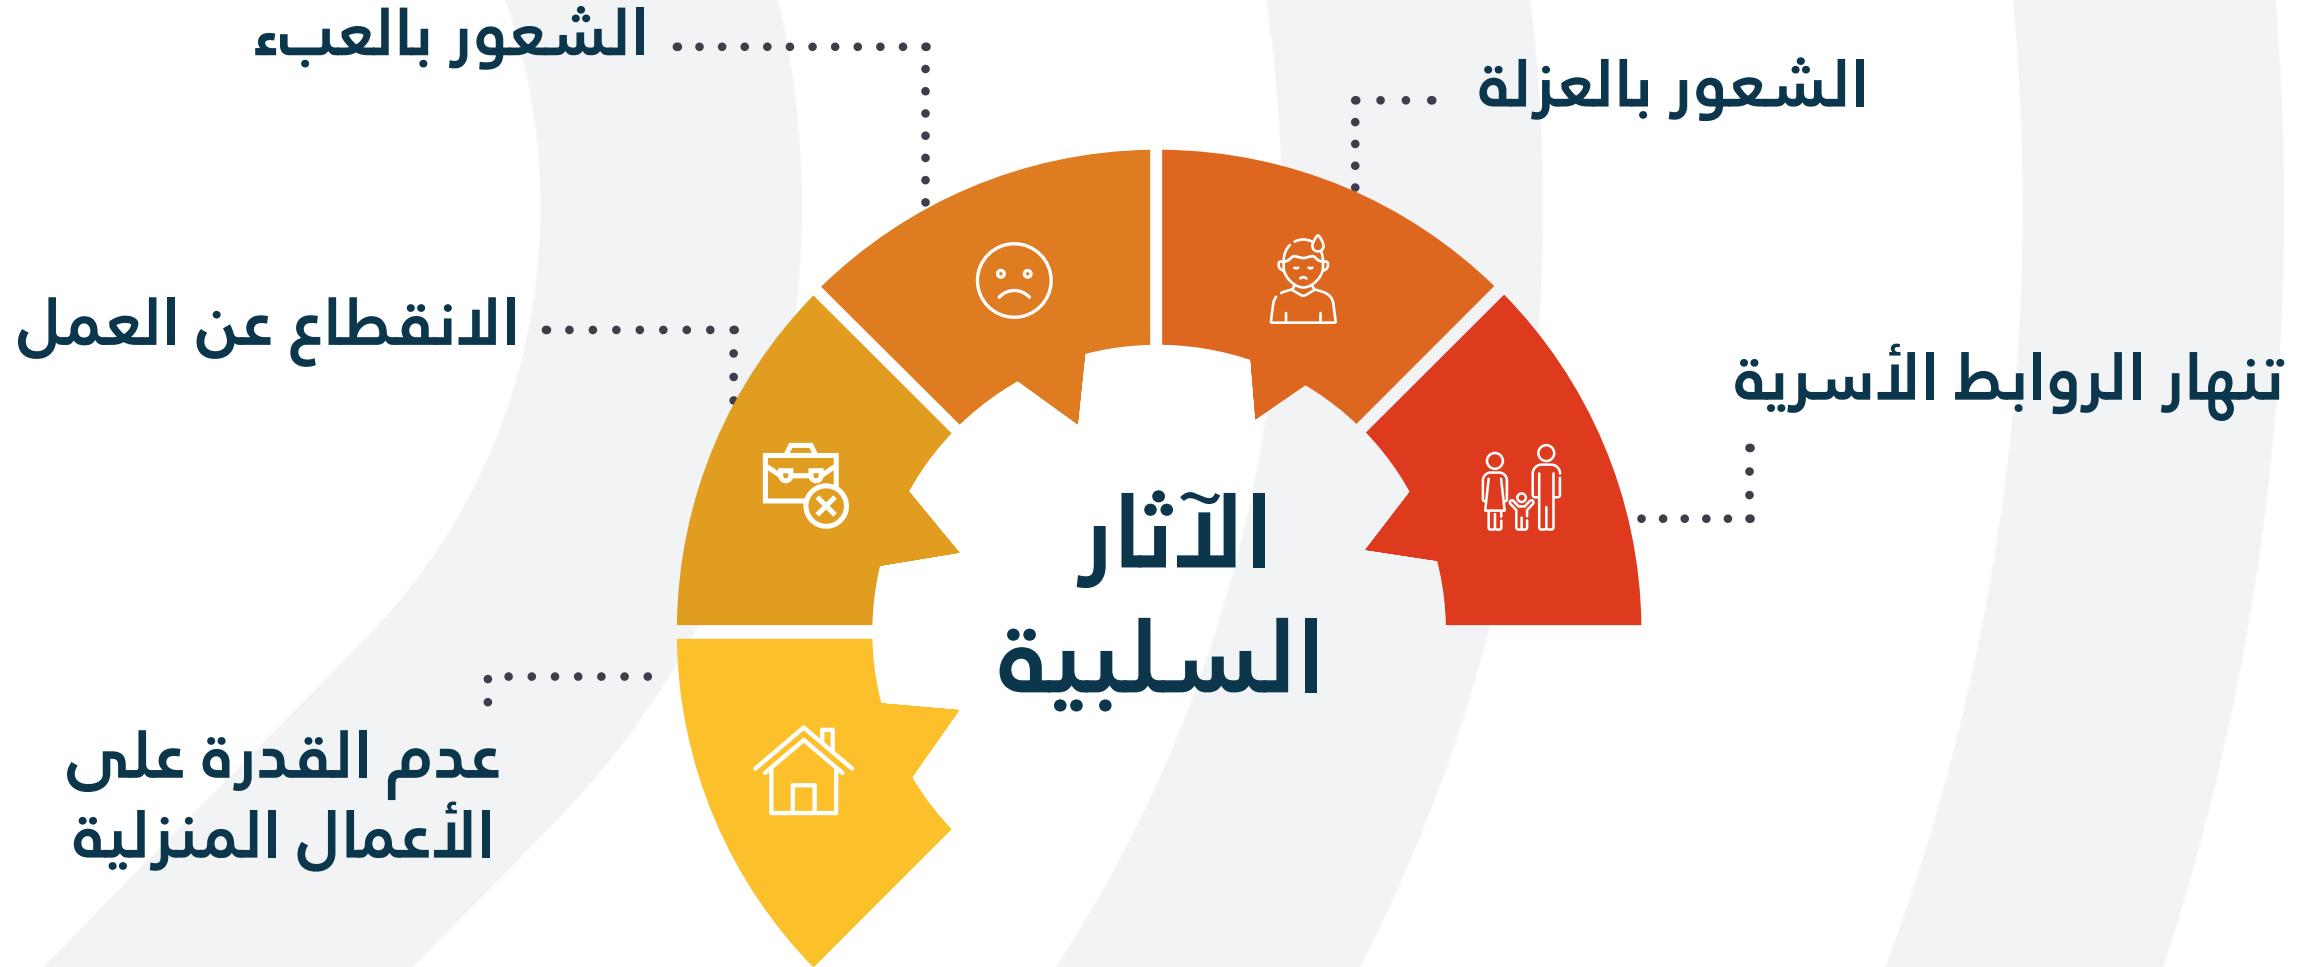 الشعور بالعبء
الشعور بالعزلة
الانقطاع عن العمل
تنهار الروابط الأسرية
الآثار
السلبية
عدم القدرة على
الأعمال المنزلية